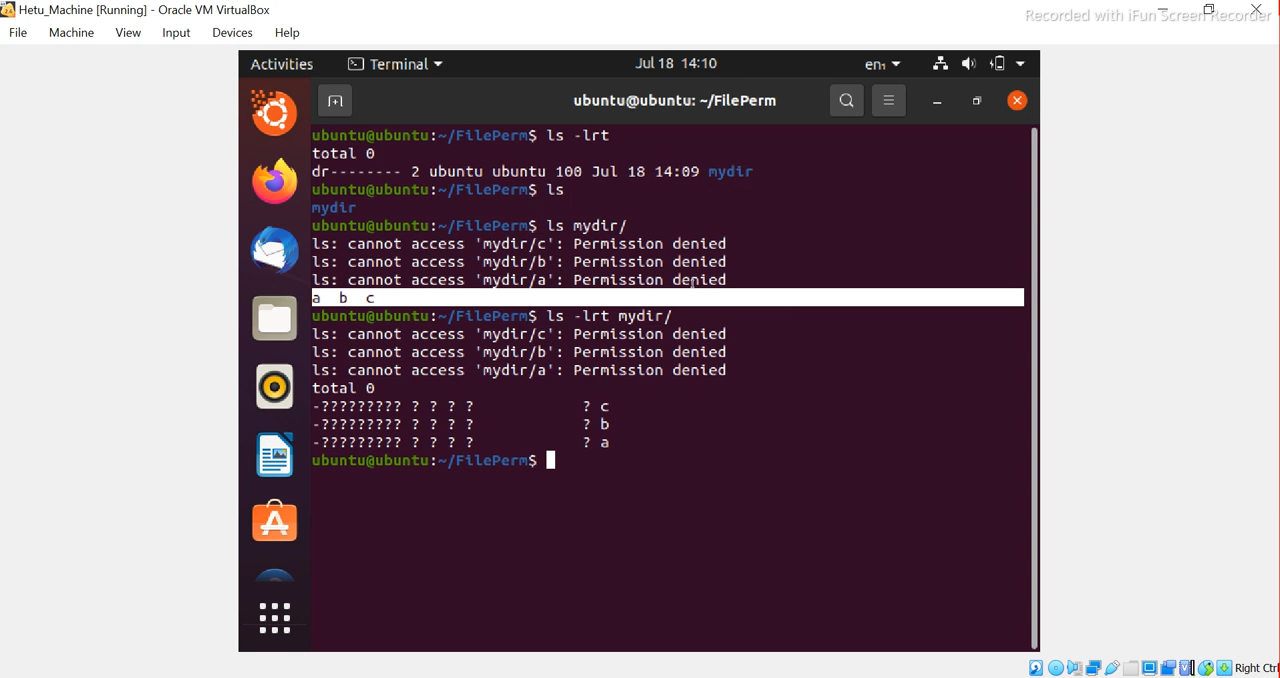 Hetu_Machine [Running] - Oracle VM VirtualBox
Recorded with iFun Screen Recorder
File Machine View Input Devices Help
Activities Terminal Jul 18 14:10 en₁
ubuntu@ubuntu: ~/FilePerm
ubuntu@ubuntu:~/FilePerm$ ls -lrt
total 0
dr-------- 2 ubuntu ubuntu 100 Jul 18 14:09 mydir
ubuntu@ubuntu:~/FilePerm$ ls
mydir
ubuntu@ubuntu:~/FilePerm$ ls mydir/
ls: cannot access 'mydir/c': Permission denied
ls: cannot access 'mydir/b': Permission denied
ls: cannot access 'mydir/a': Permission denied
a b c
ubuntu@ubuntu:~/FilePerm$ ls -lrt mydir/
ls: cannot access 'mydir/c': Permission denied
ls: cannot access 'mydir/b': Permission denied
ls: cannot access 'mydir/a': Permission denied
total 0
-????????? ? ? ? ? ? c
-????????? ? ? ? ? ? b
-????????? ? ? ? ? ? a
ubuntu@ubuntu:~/FilePerm$
Right Ctrl